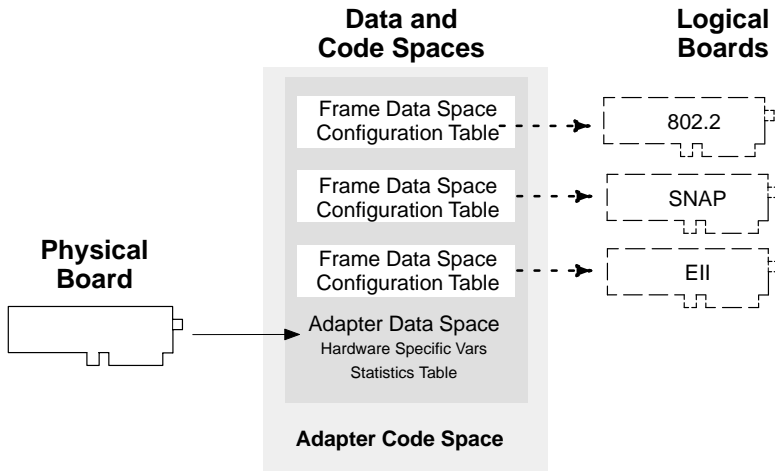 Data and
Code Spaces
Logical
Boards
Frame Data Space
Configuration Table
802.2
Frame Data Space
Configuration Table
SNAP
Frame Data Space
Configuration Table
EII
Physical
Board
Adapter Data Space
Hardware Specific Vars
Statistics Table
Adapter Code Space